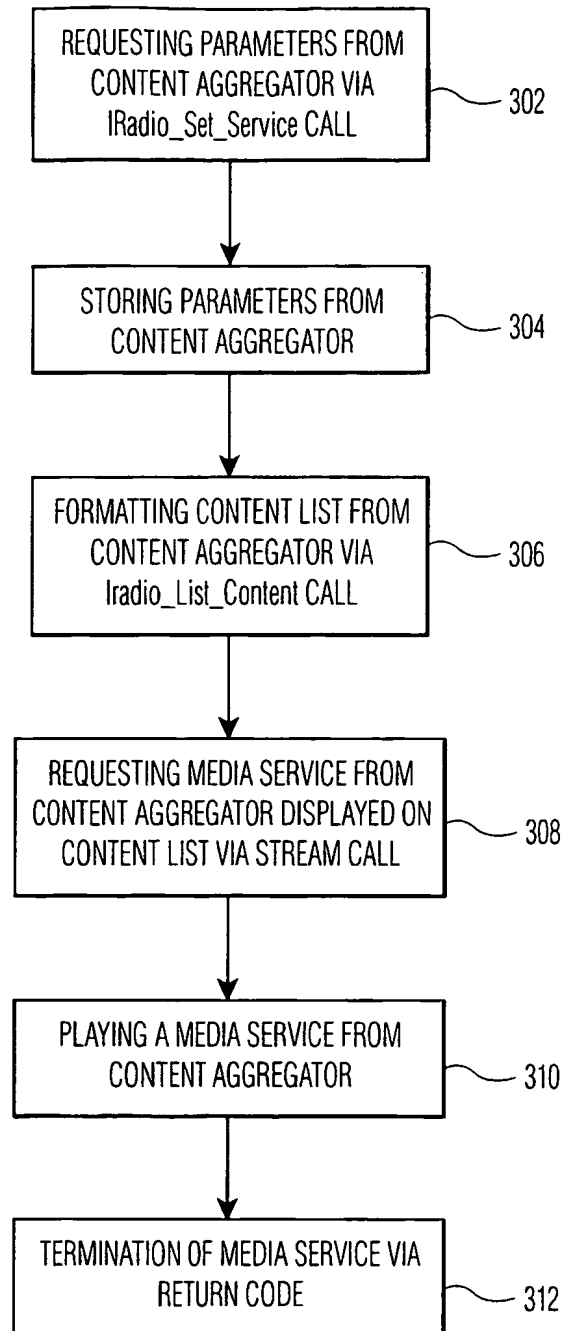 REQUESTING PARAMETERS FROM
CONTENT AGGREGATOR VIA
IRadio_Set_Service CALL
302
STORING PARAMETERS FROM
CONTENT AGGREGATOR
304
FORMATTING CONTENT LIST FROM
CONTENT AGGREGATOR VIA
Iradio_List_Content CALL
306
REQUESTING MEDIA SERVICE FROM
CONTENT AGGREGATOR DISPLAYED ON
CONTENT LIST VIA STREAM CALL
308
PLAYING A MEDIA SERVICE FROM
CONTENT AGGREGATOR
310
TERMINATION OF MEDIA SERVICE VIA
RETURN CODE
312